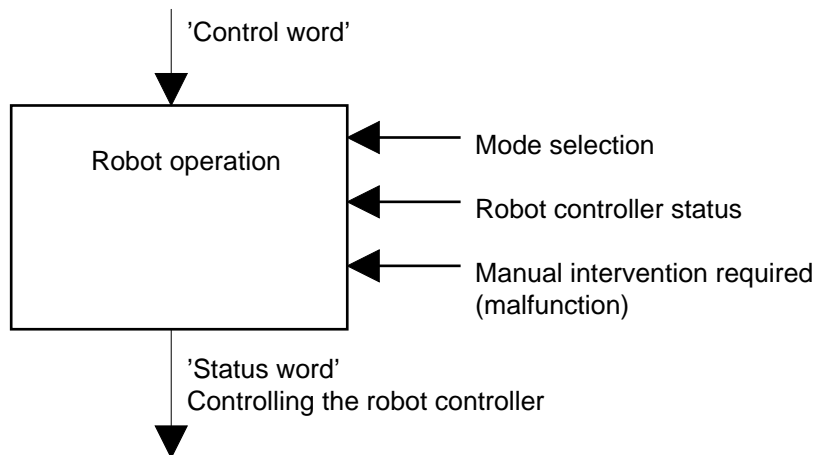 ’Control word’
Robot operation
Mode selection
Robot controller status
Manual intervention required
(malfunction)
’Status word’
Controlling the robot controller